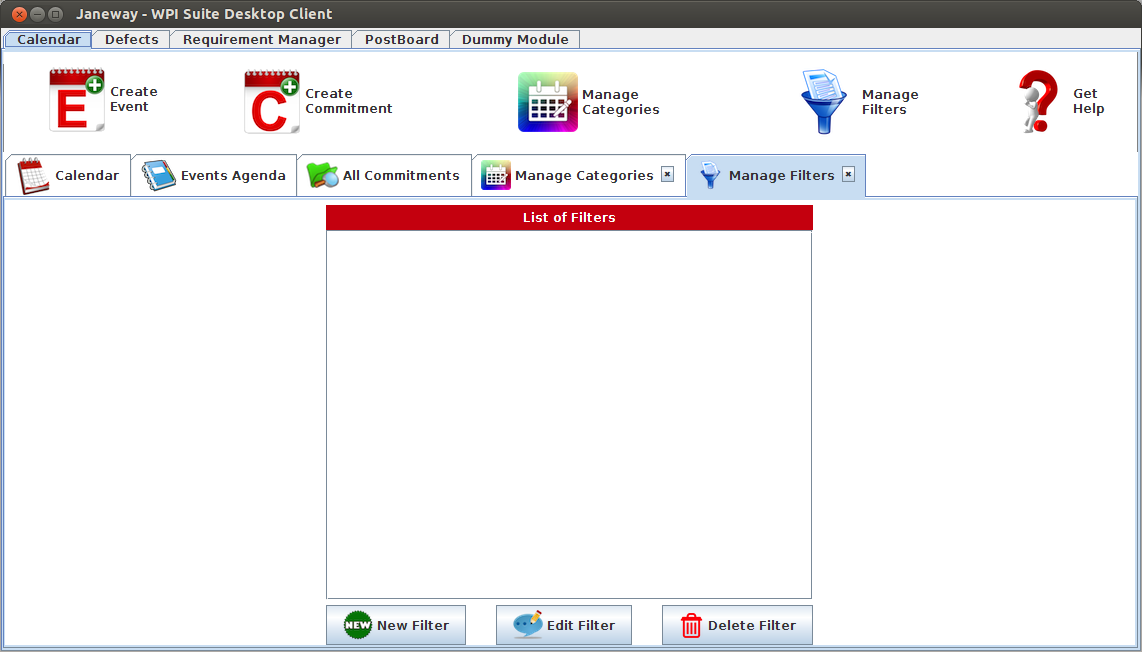 Janeway - WPI Suite Desktop Client
Calendar Defects Requirement Manager PostBoard Dummy Module
E Create Event
C Create Commitment
Manage Categories
Manage Filters
? Get Help
Calendar Events Agenda All Commitments Manage Categories Manage Filters
List of Filters
NEW New Filter Edit Filter Delete Filter